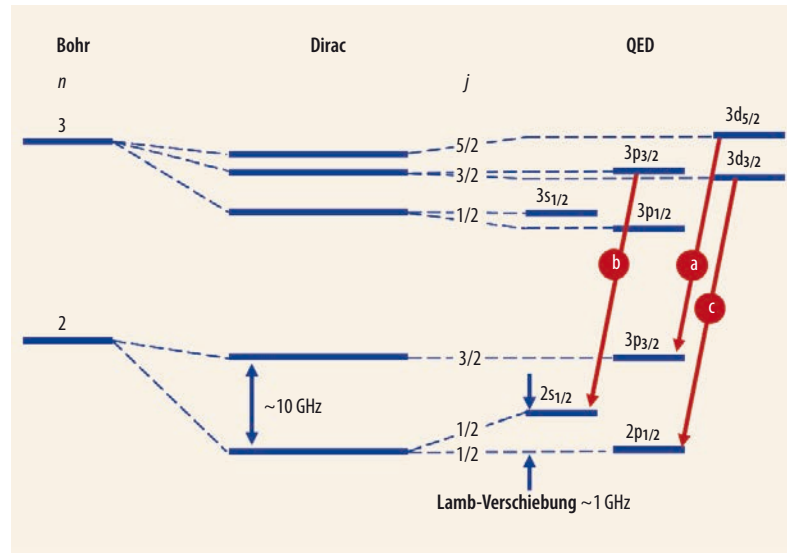 Bohr Dirac QED
n j
3
5/2
3d5/2
3/2
3p3/2
3d3/2
1/2
3s1/2
3p1/2
b
a
c
2
3/2
3p3/2
~10 GHz
2s1/2
1/2
1/2
2p1/2
Lamb-Verschiebung ~1 GHz